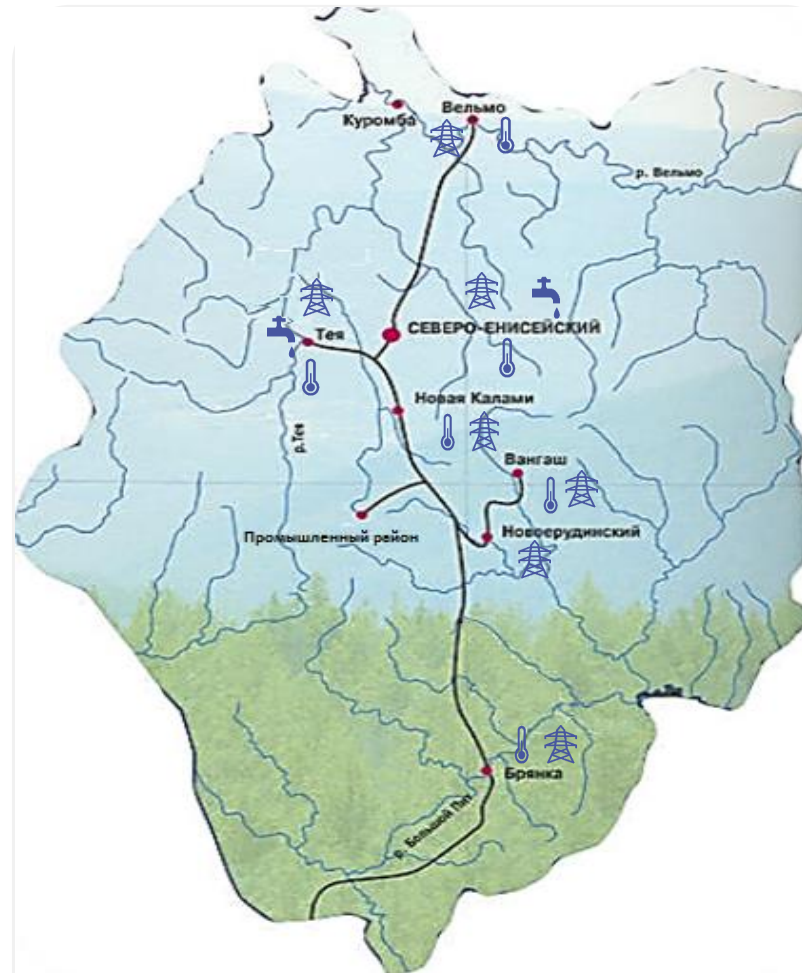 Вельмо
Куромба
р. Вельмо
СЕВЕРО-ЕНИСЕЙСКИЙ
Тея
Новая Калами
р.Тея
Вангаш
Новоерудинский
Промышленный район
Брянка
р. Большой Пит